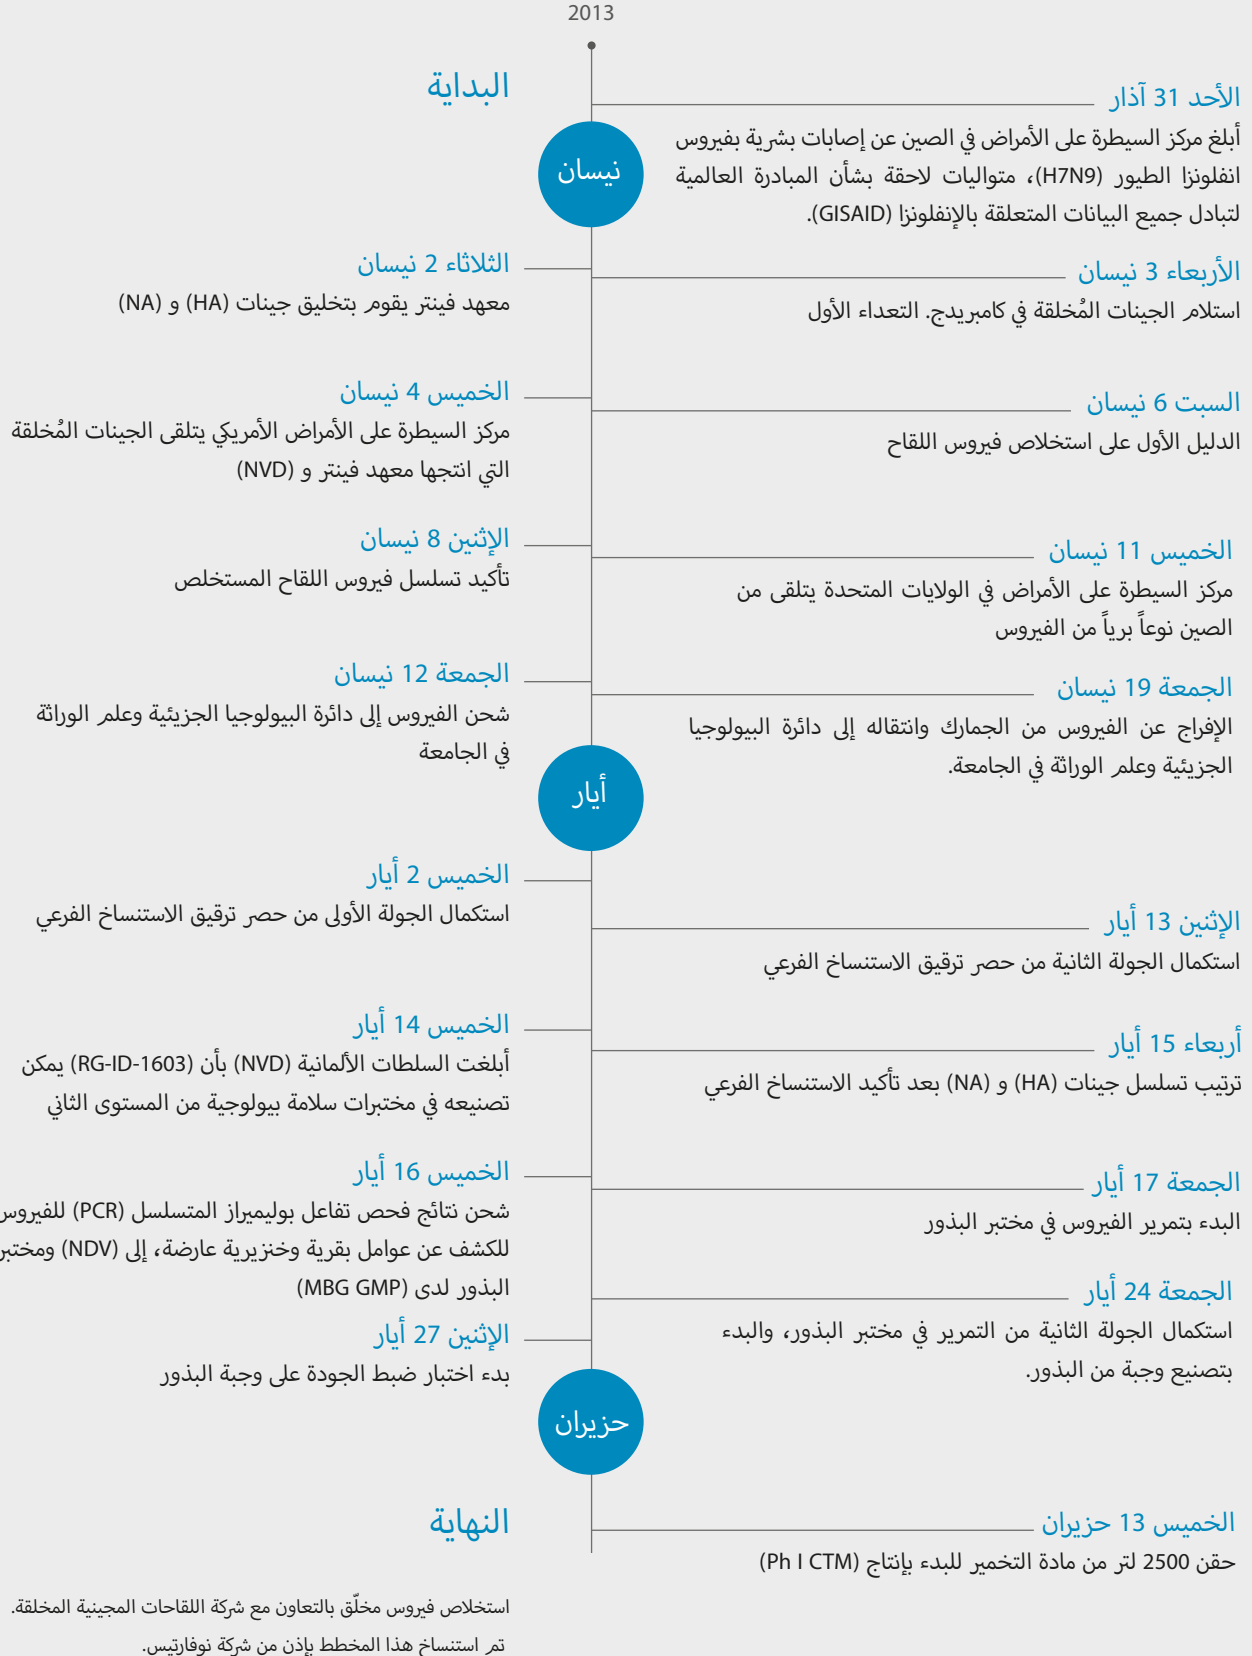 2013
البداية
الأحد 31 آذار
أبلغ مركز السيطرة على الأمراض في الصين عن إصابات بشرية بفيروس
انفلونزا الطيور (H7N9)، متواليات لاحقة بشأن المبادرة العالمية
لتبادل جميع البيانات المتعلقة بالإنفلونزا (GISAID).
نيسان
الثلاثاء 2 نيسان
معهد فينتر يقوم بتخليق جينات (HA) و (NA)
الأربعاء 3 نيسان
استلام الجينات المُخلقة في كامبريدج. التعداد الأول
الخميس 4 نيسان
مركز السيطرة على الأمراض الأمريكي يتلقى الجينات المُخلقة
التي انتجها معهد فينتر و (NVD)
السبت 6 نيسان
الدليل الأول على استخلاص فيروس اللقاح
الإثنين 8 نيسان
تأكيد تسلسل فيروس اللقاح المستخلص
الخميس 11 نيسان
مركز السيطرة على الأمراض في الولايات المتحدة يتلقى من
الصين نوعاً برياً من الفيروس
الجمعة 12 نيسان
شحن الفيروس إلى دائرة البيولوجيا الجزيئية وعلم الوراثة
في الجامعة
الجمعة 19 نيسان
الإفراج عن الفيروس من الجمارك وانتقاله إلى دائرة البيولوجيا
الجزيئية وعلم الوراثة في الجامعة.
أيار
الخميس 2 أيار
استكمال الجولة الأولى من حصر ترقيق الاستنساخ الفرعي
الإثنين 13 أيار
استكمال الجولة الثانية من حصر ترقيق الاستنساخ الفرعي
الخميس 14 أيار
أبلغت السلطات الألمانية (NVD) بأن (RG-ID-1603) يمكن
تصنيعه في مختبرات سلامة بيولوجية من المستوى الثاني
أربعاء 15 أيار
ترتيب تسلسل جينات (HA) و (NA) بعد تأكيد الاستنساخ الفرعي
الخميس 16 أيار
شحن نتائج فحص تفاعل بوليميراز المتسلسل (PCR) للفيروس
للكشف عن عوامل بقرية وخنزيرية عارضة، إلى (NDV) ومختبر
البذور لدى (MBG GMP)
الجمعة 17 أيار
البدء بتمرير الفيروس في مختبر البذور
الجمعة 24 أيار
استكمال الجولة الثانية من التمرير في مختبر البذور، والبدء
بتصنيع وجبة من البذور.
الإثنين 27 أيار
بدء اختبار ضبط الجودة على وجبة البذور
حزيران
النهاية
الخميس 13 حزيران
حقن 2500 لتر من مادة التخمير للبدء بإنتاج (Ph I CTM)
استخلاص فيروس مخلّق بالتعاون مع شركة اللقاحات المجينية المخلقة.
تم استنساخ هذا المخطط بإذن من شركة نوفارتيس.